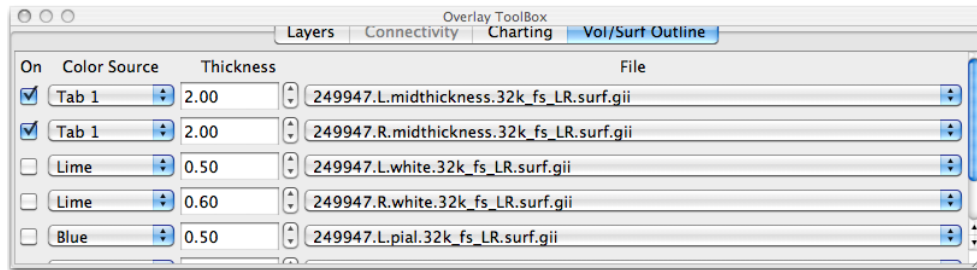 Overlay ToolBox
Layers Connectivity Charting Vol/Surf Outline
On Color Source Thickness File
Tab 1 2.00 249947.L.midthickness.32k_fs_LR.surf.gii
Tab 1 2.00 249947.R.midthickness.32k_fs_LR.surf.gii
Lime 0.50 249947.L.white.32k_fs_LR.surf.gii
Lime 0.60 249947.R.white.32k_fs_LR.surf.gii
Blue 0.50 249947.L.pial.32k_fs_LR.surf.gii